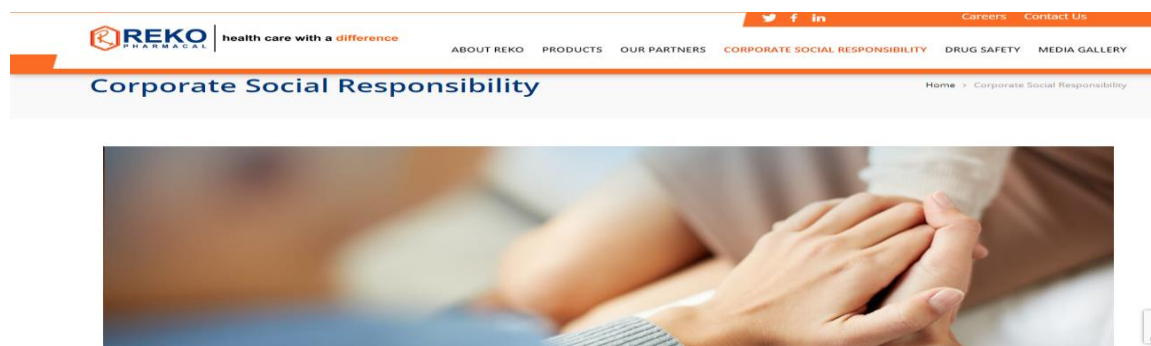 Careers Contact Us
REKO health care with a difference
PHARMACAL
ABOUT REKO PRODUCTS OUR PARTNERS CORPORATE SOCIAL RESPONSIBILITY DRUG SAFETY MEDIA GALLERY
Corporate Social Responsibility
Home > Corporate Social Responsibility